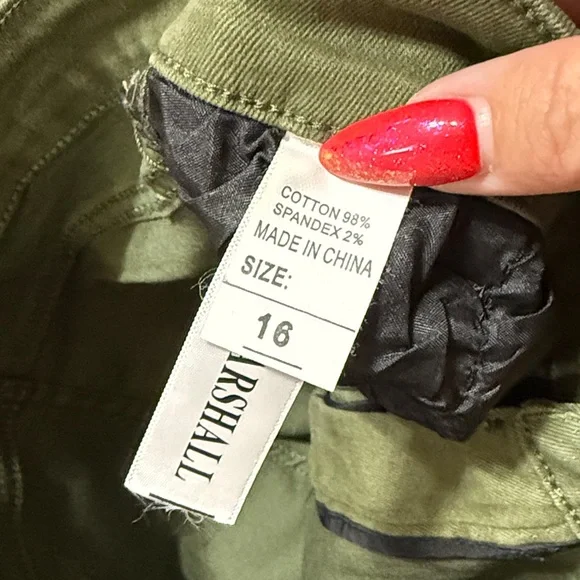 COTTON 98%
SPANDEX 2%
MADE IN CHINA
SIZE:
16
ARSHALL